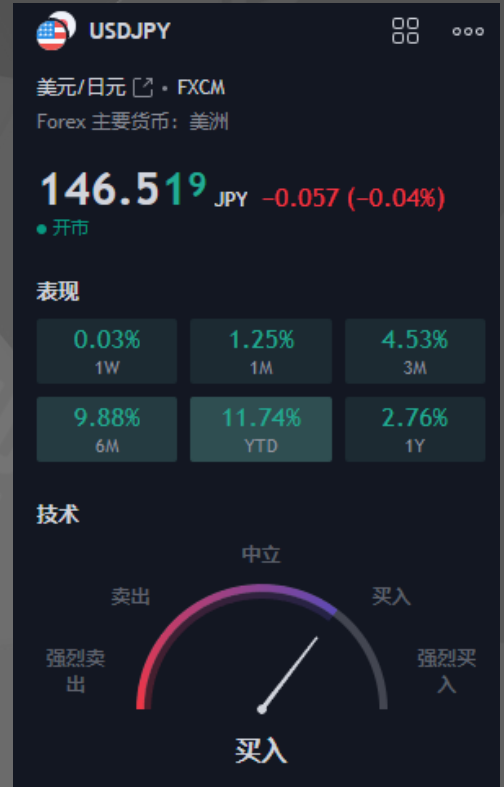 USDJPY
美元/日元 • FXCM
Forex 主要货币：美洲
146.519 JPY −0.057 (−0.04%)
开市
表现
0.03% 1.25% 4.53%
1W 1M 3M
9.88% 11.74% 2.76%
6M YTD 1Y
技术
中立
卖出 买入
强烈卖 强烈买
出 入
买入